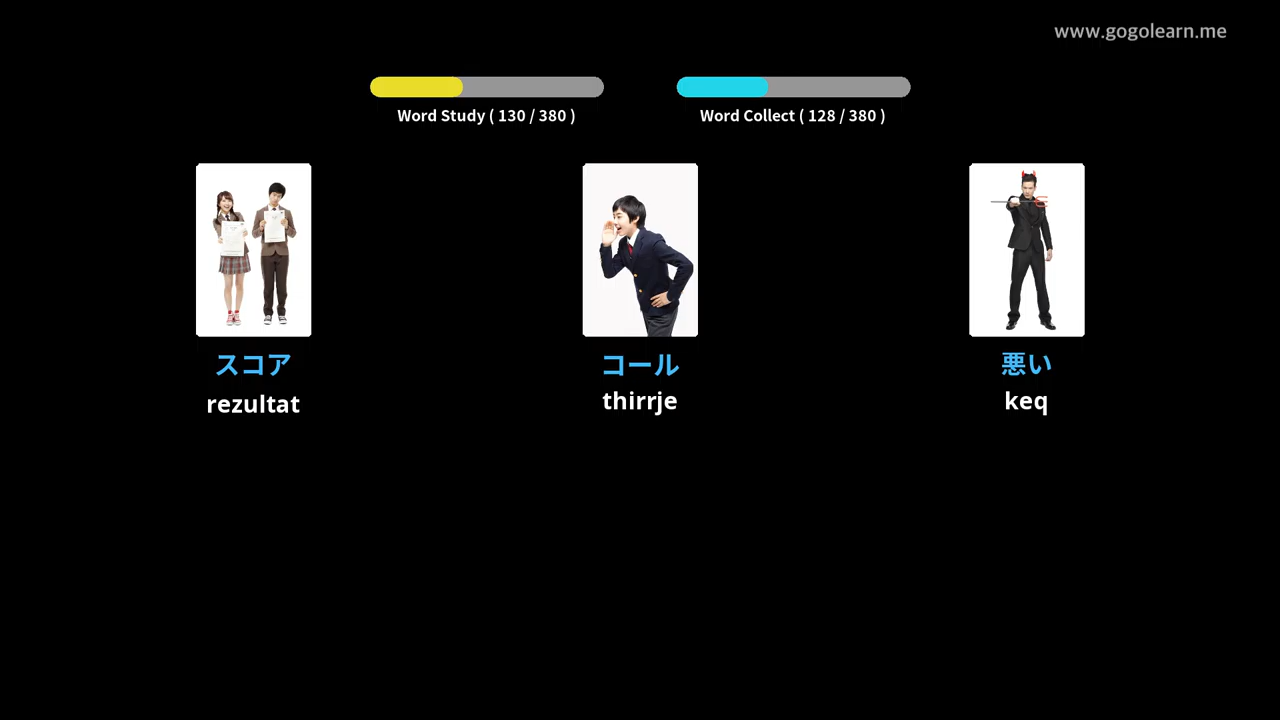 www.gogolearn.me
Word Study ( 130 / 380 )
Word Collect ( 128 / 380 )
スコア
コール
悪い
rezultat
thirrje
keq